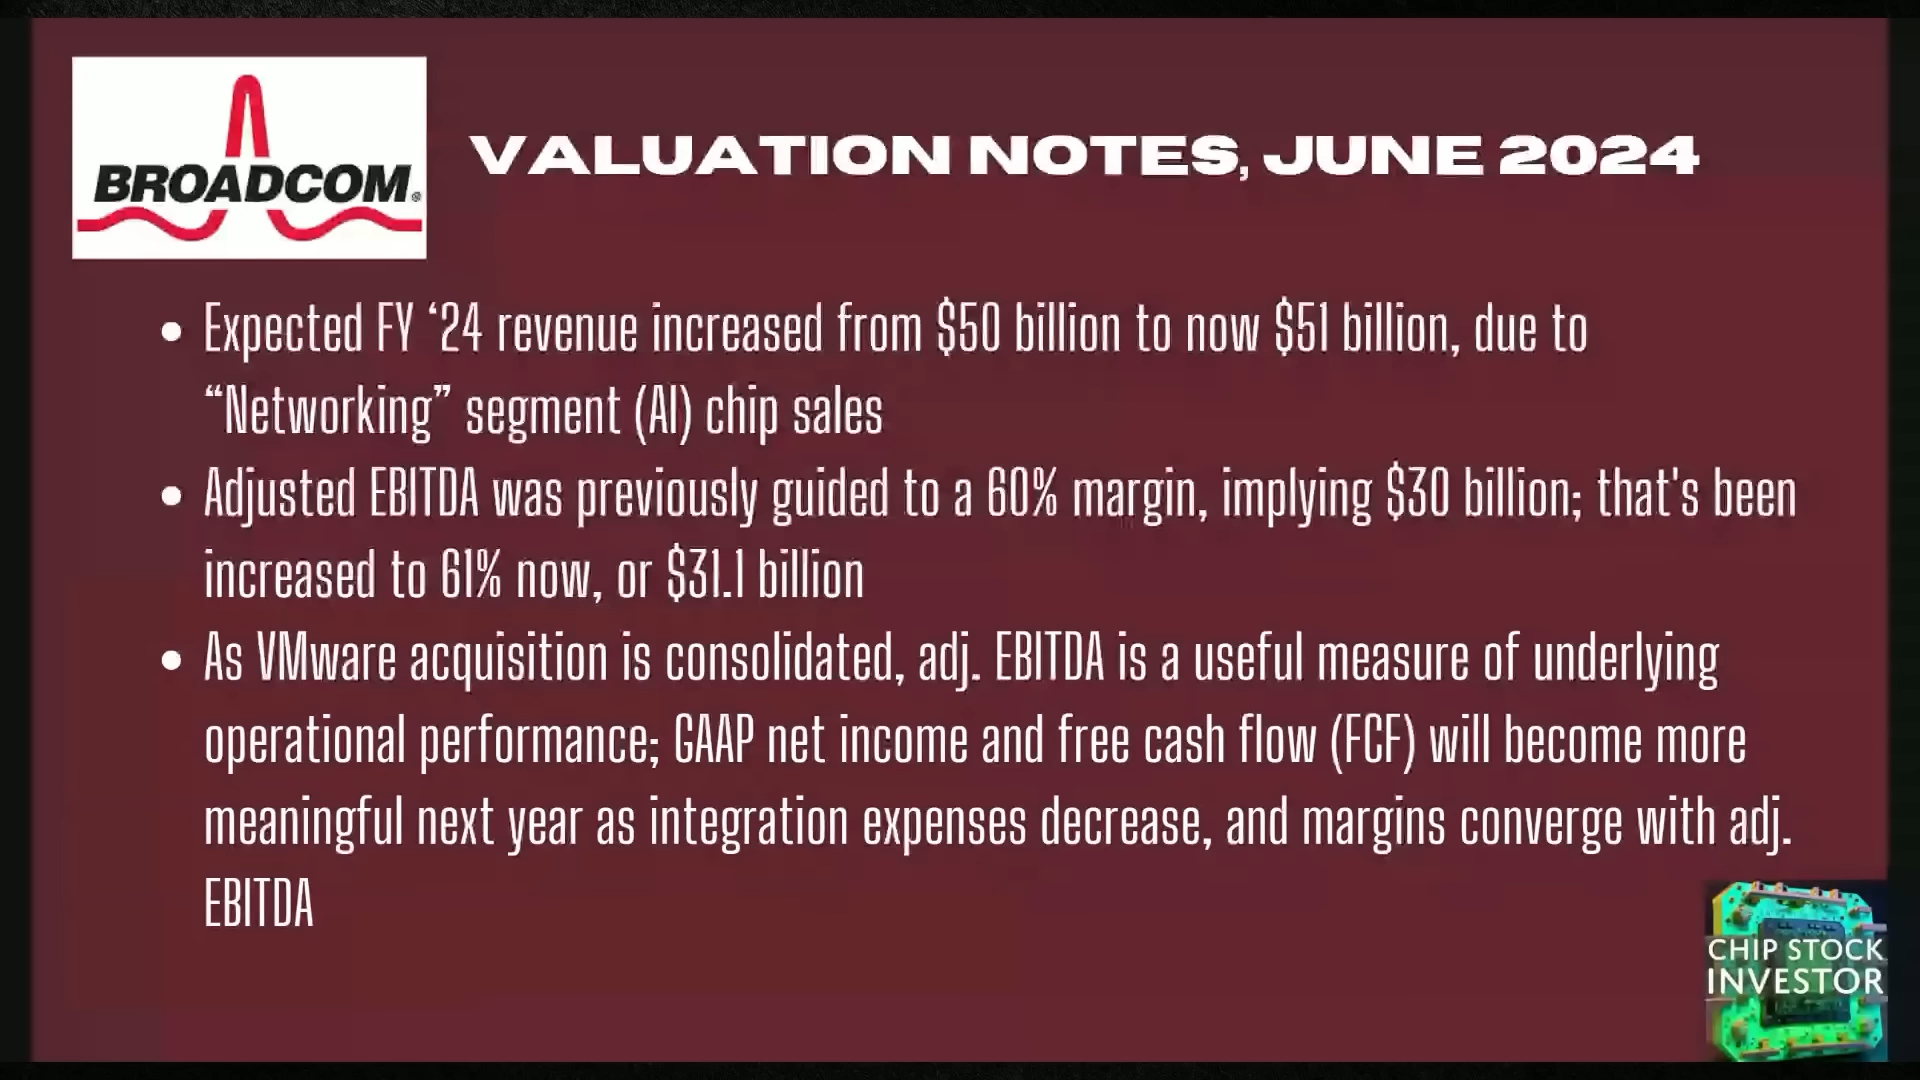 BROADCOM®
VALUATION NOTES, JUNE 2024
• Expected FY ‘24 revenue increased from $50 billion to now $51 billion, due to
“Networking” segment (AI) chip sales
• Adjusted EBITDA was previously guided to a 60% margin, implying $30 billion; that's been
increased to 61% now, or $31.1 billion
• As VMware acquisition is consolidated, adj. EBITDA is a useful measure of underlying
operational performance; GAAP net income and free cash flow (FCF) will become more
meaningful next year as integration expenses decrease, and margins converge with adj.
EBITDA
CHIP STOCK
INVESTOR